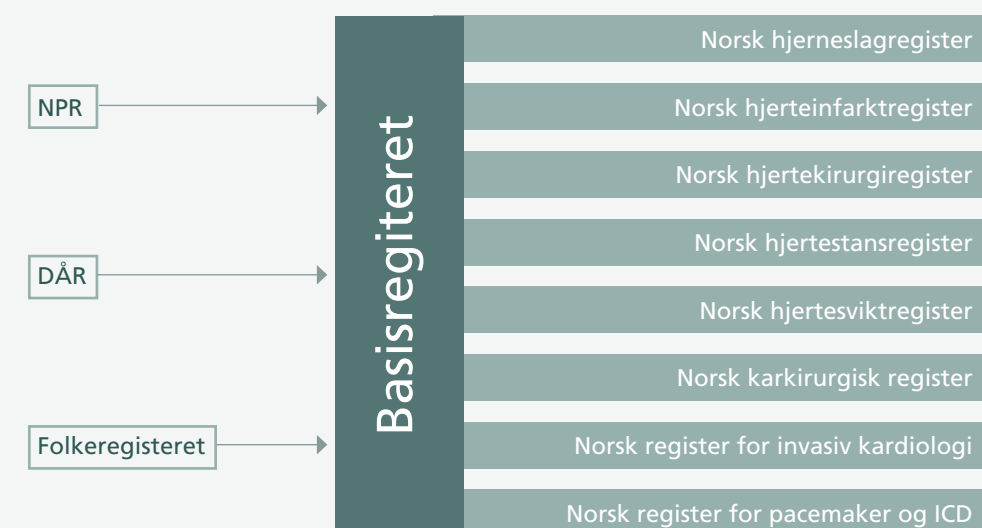 NPR
DÅR
Folkeregisteret
Basisregiteret
Norsk hjerneslagregister
Norsk hjerteinfarktregister
Norsk hjertekirurgiregister
Norsk hjertestansregister
Norsk hjertesviktregister
Norsk karkirurgisk register
Norsk register for invasiv kardiologi
Norsk register for pacemaker og ICD